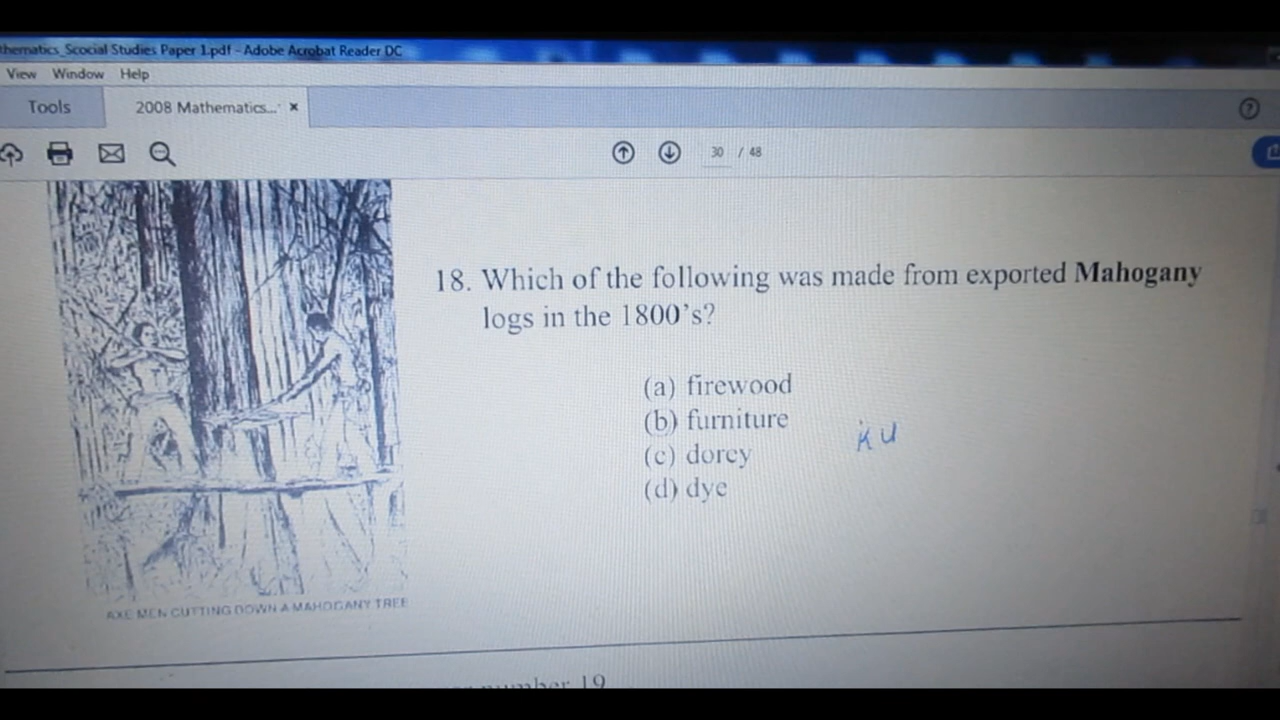 thematics_Scocial Studies Paper 1.pdf - Adobe Acrobat Reader DC
View Window Help
Tools
2008 Mathematics... ×
30 / 48
18. Which of the following was made from exported Mahogany
logs in the 1800's?
(a) firewood
(b) furniture
(c) dorey
(d) dye
KU
AXE MEN CUTTING DOWN A MAHOGANY TREE
number 19